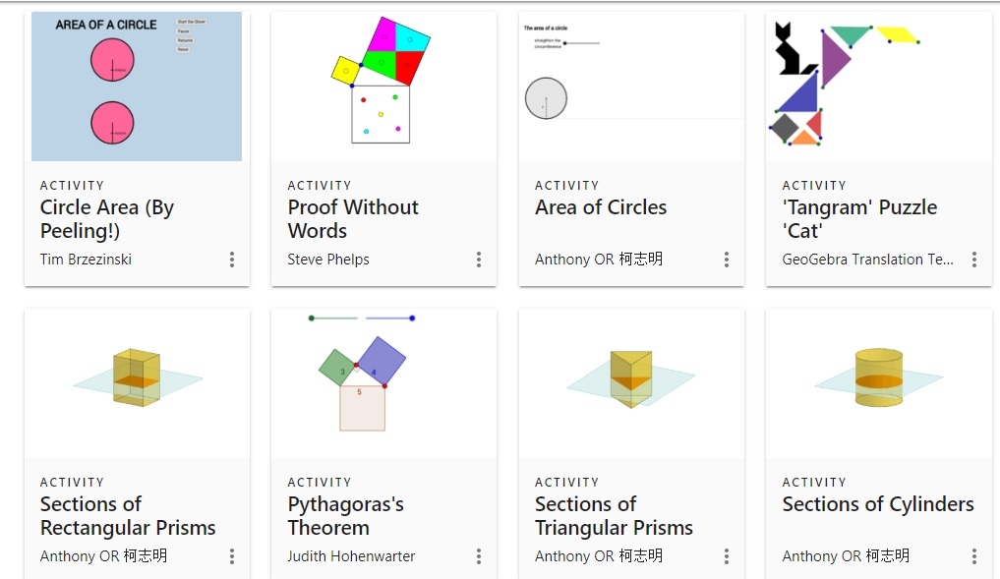 AREA OF A CIRCLE
Start the Show!
Pause
Resume
Reset
The area of a circle
straighten the
circumference
ACTIVITY
Circle Area (By
Peeling!)
Tim Brzezinski
ACTIVITY
Proof Without
Words
Steve Phelps
ACTIVITY
Area of Circles
Anthony OR 柯志明
ACTIVITY
'Tangram' Puzzle
'Cat'
GeoGebra Translation Te...
3
4
5
ACTIVITY
Sections of
Rectangular Prisms
Anthony OR 柯志明
ACTIVITY
Pythagoras's
Theorem
Judith Hohenwarter
ACTIVITY
Sections of
Triangular Prisms
Anthony OR 柯志明
ACTIVITY
Sections of Cylinders
Anthony OR 柯志明